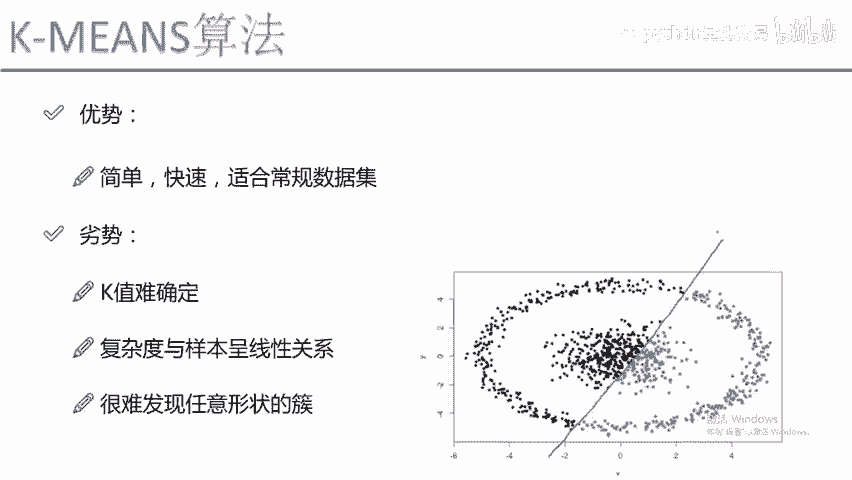 K-MEANS算法
优势：
简单，快速，适合常规数据集
劣势：
K值难确定
复杂度与样本呈线性关系
很难发现任意形状的簇
4
2
0
-2
-4
y
-6 -4 -2 0 2 4
激活 Windows